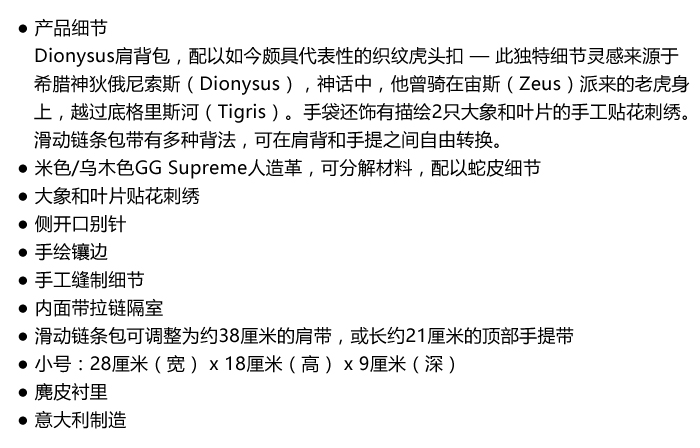 ● 产品细节
Dionysus肩背包，配以如今颇具代表性的织纹虎头扣 — 此独特细节灵感来源于
希腊神狄俄尼索斯（Dionysus），神话中，他曾骑在宙斯（Zeus）派来的老虎身
上，越过底格里斯河（Tigris）。手袋还饰有描绘2只大象和叶片的手工贴花刺绣。
滑动链条包带有多种背法，可在肩背和手提之间自由转换。
● 米色/乌木色GG Supreme人造革，可分解材料，配以蛇皮细节
● 大象和叶片贴花刺绣
● 侧开口别针
● 手绘镶边
● 手工缝制细节
● 内面带拉链隔室
● 滑动链条包可调整为约38厘米的肩带，或长约21厘米的顶部手提带
● 小号：28厘米（宽） x 18厘米（高） x 9厘米（深）
● 麂皮衬里
● 意大利制造